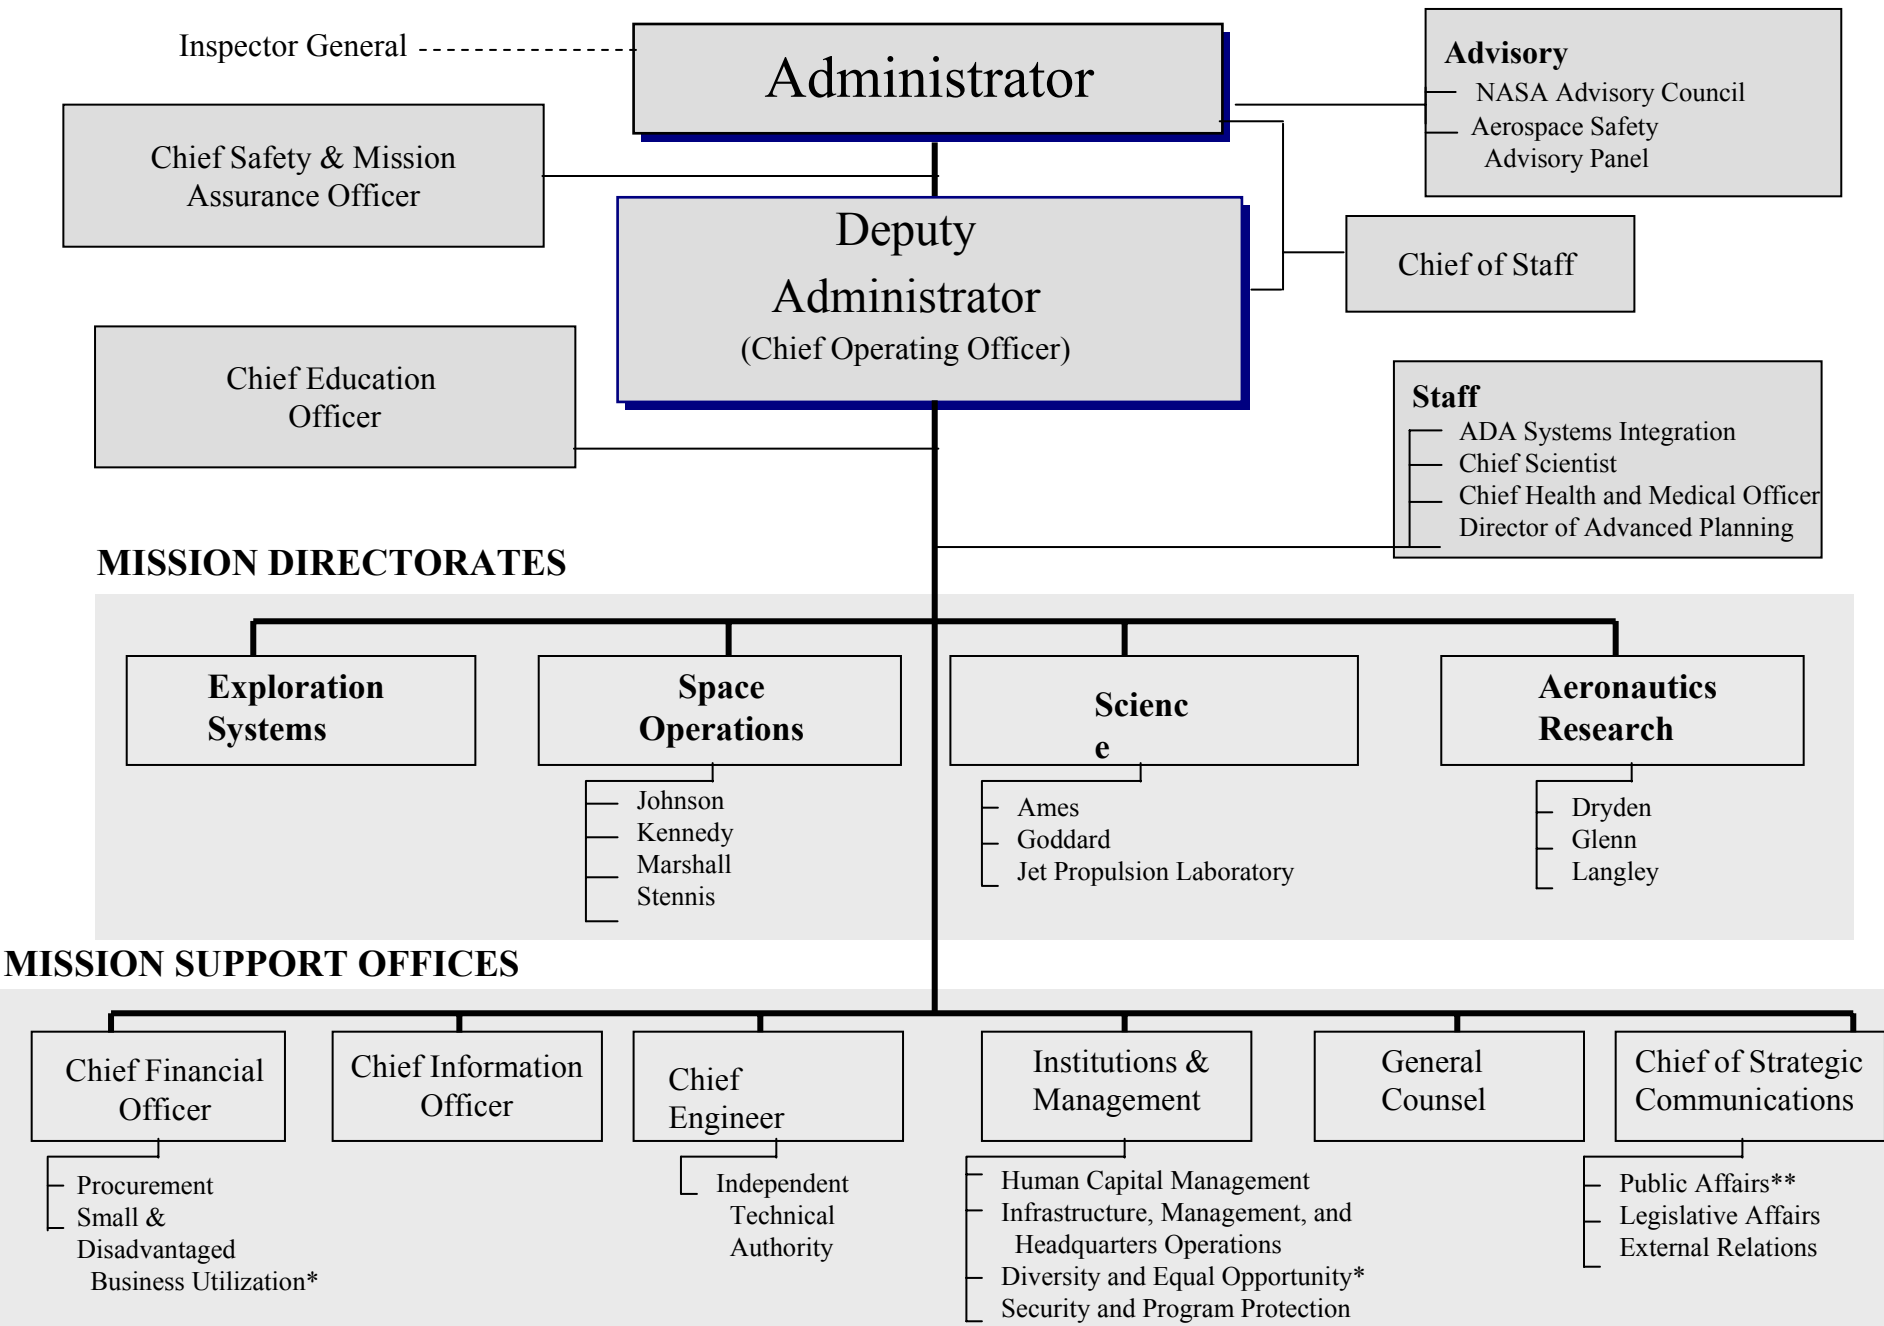 Inspector General
Administrator
Advisory
NASA Advisory Council
Aerospace Safety
Advisory Panel
Chief Safety & Mission
Assurance Officer
Deputy
Administrator
(Chief Operating Officer)
Chief of Staff
Chief Education
Officer
Staff
ADA Systems Integration
Chief Scientist
Chief Health and Medical Officer
Director of Advanced Planning
MISSION DIRECTORATES
Exploration
Systems
Space
Operations
Scienc
e
Aeronautics
Research
Johnson
Kennedy
Marshall
Stennis
Ames
Goddard
Jet Propulsion Laboratory
Dryden
Glenn
Langley
MISSION SUPPORT OFFICES
Chief Financial
Officer
Chief Information
Officer
Chief
Engineer
Institutions &
Management
General
Counsel
Chief of Strategic
Communications
Procurement
Small &
Disadvantaged
Business Utilization*
Independent
Technical
Authority
Human Capital Management
Infrastructure, Management, and
Headquarters Operations
Diversity and Equal Opportunity*
Security and Program Protection
Public Affairs**
Legislative Affairs
External Relations